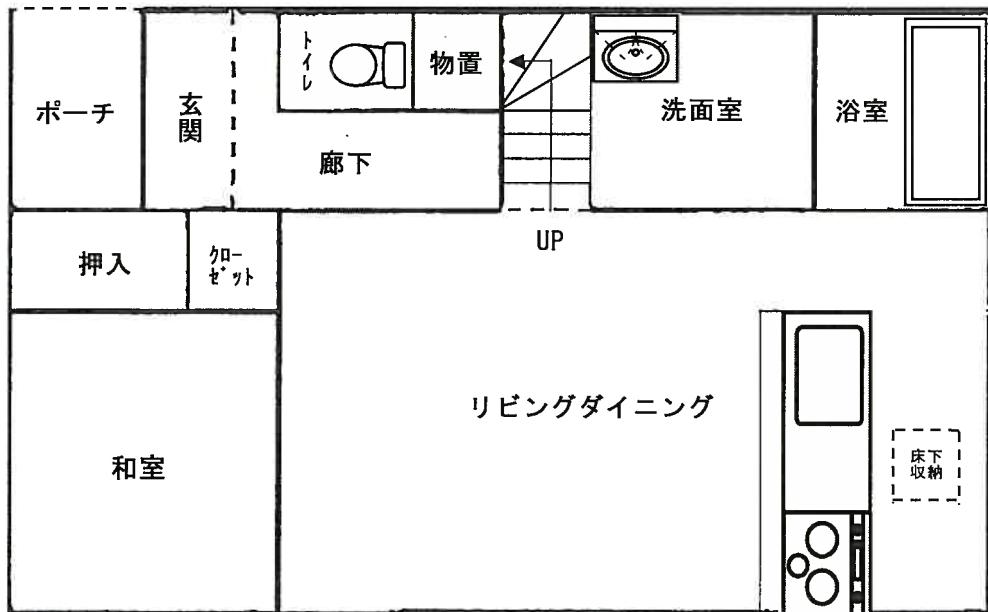 トイレ
物置
ポーチ
玄関
廊下
洗面室
浴室
UP
押入
クロー
ゼット
リビングダイニング
和室
床下
収納